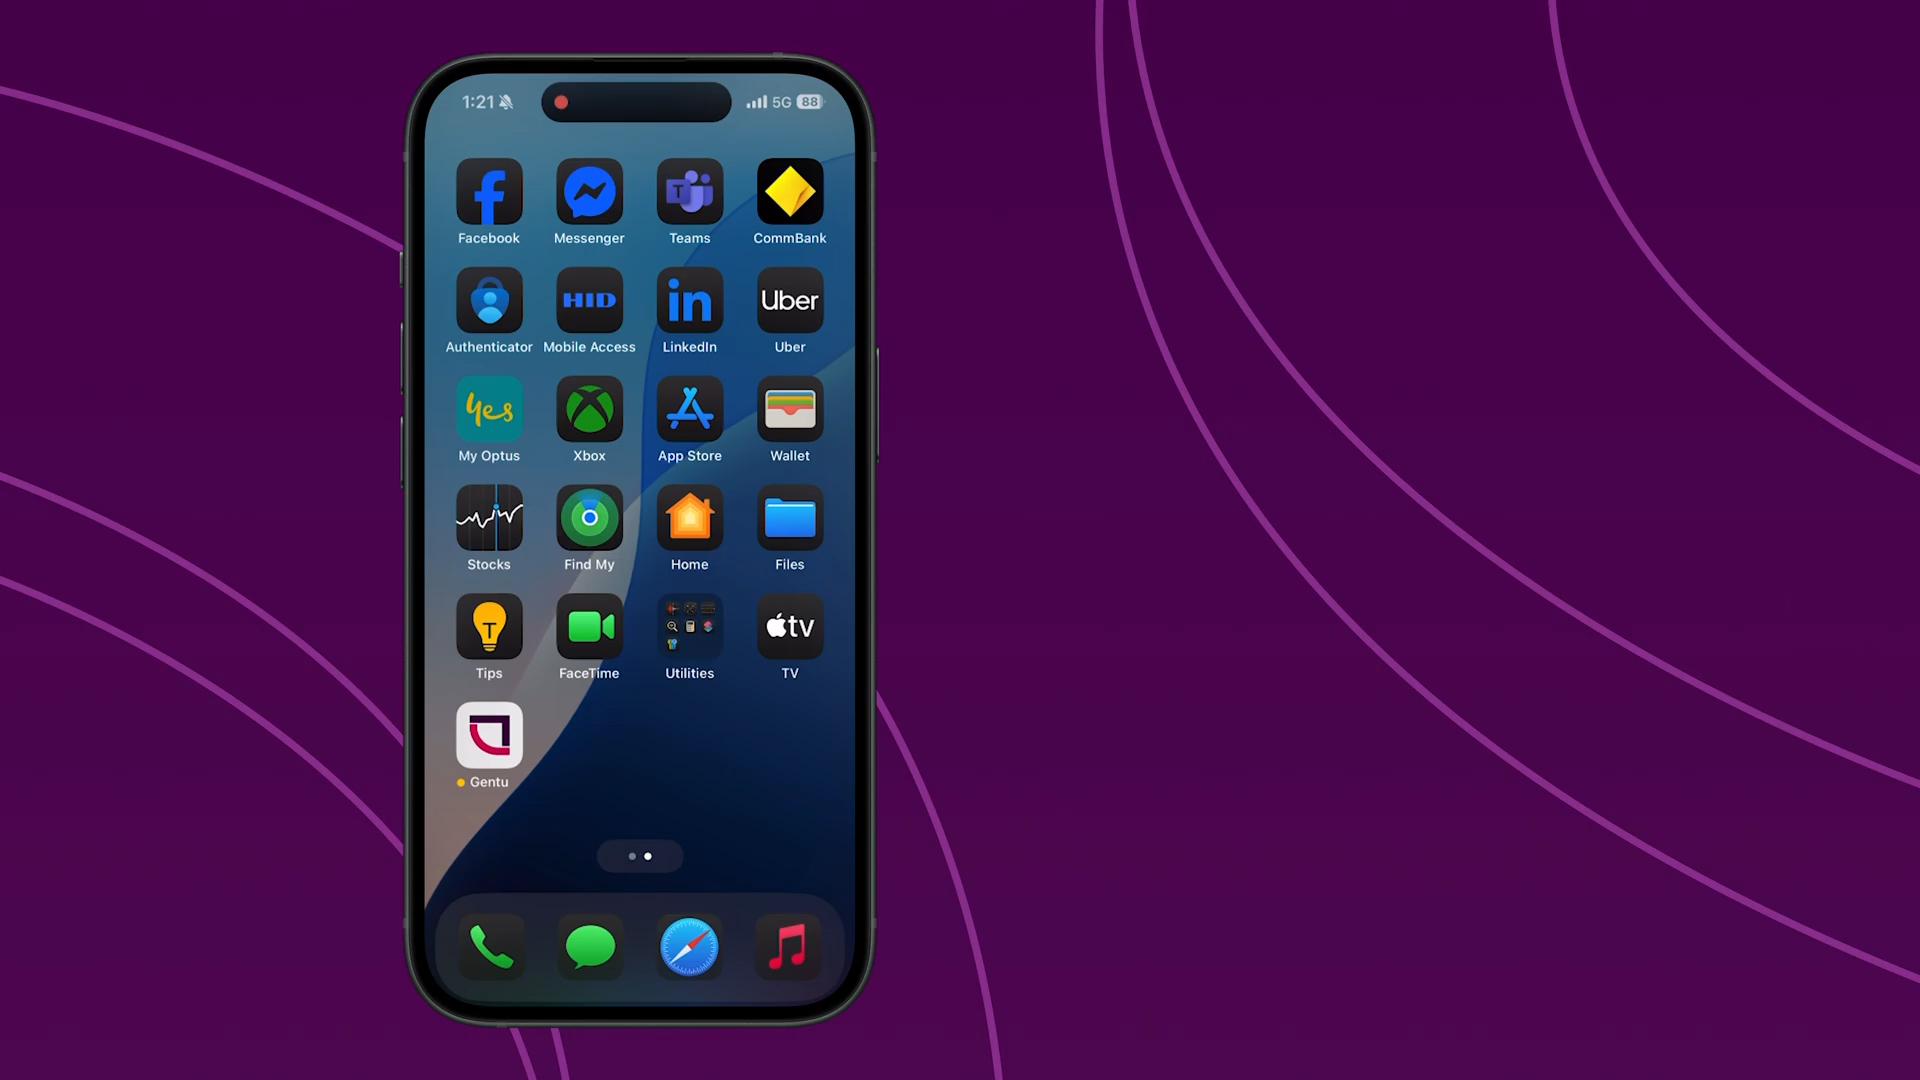 1:21 5G 88
Facebook Messenger Teams CommBank
HID in Uber
Authenticator Mobile Access LinkedIn Uber
Yes
My Optus Xbox App Store Wallet
Stocks Find My Home Files
T tv
Tips FaceTime Utilities TV
Gentu